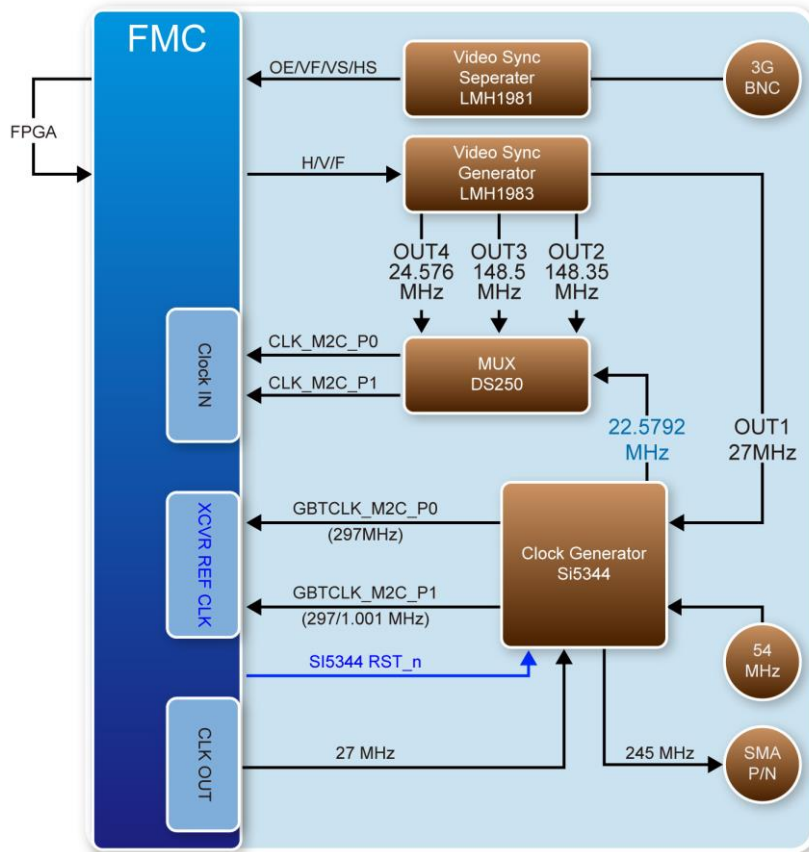 FMC
OE/VF/VS/HS
Video Sync
Seperater
LMH1981
3G
BNC
FPGA
H/V/F
Video Sync
Generator
LMH1983
OUT4
24.576
MHz
OUT3
148.5
MHz
OUT2
148.35
MHz
Clock IN
CLK_M2C_P0
CLK_M2C_P1
MUX
DS250
22.5792
MHz
OUT1
27MHz
XCVR REF CLK
GBTCLK_M2C_P0
(297MHz)
GBTCLK_M2C_P1
(297/1.001 MHz)
Clock Generator
Si5344
54
MHz
SI5344 RST_n
CLK OUT
27 MHz
245 MHz
SMA
P/N